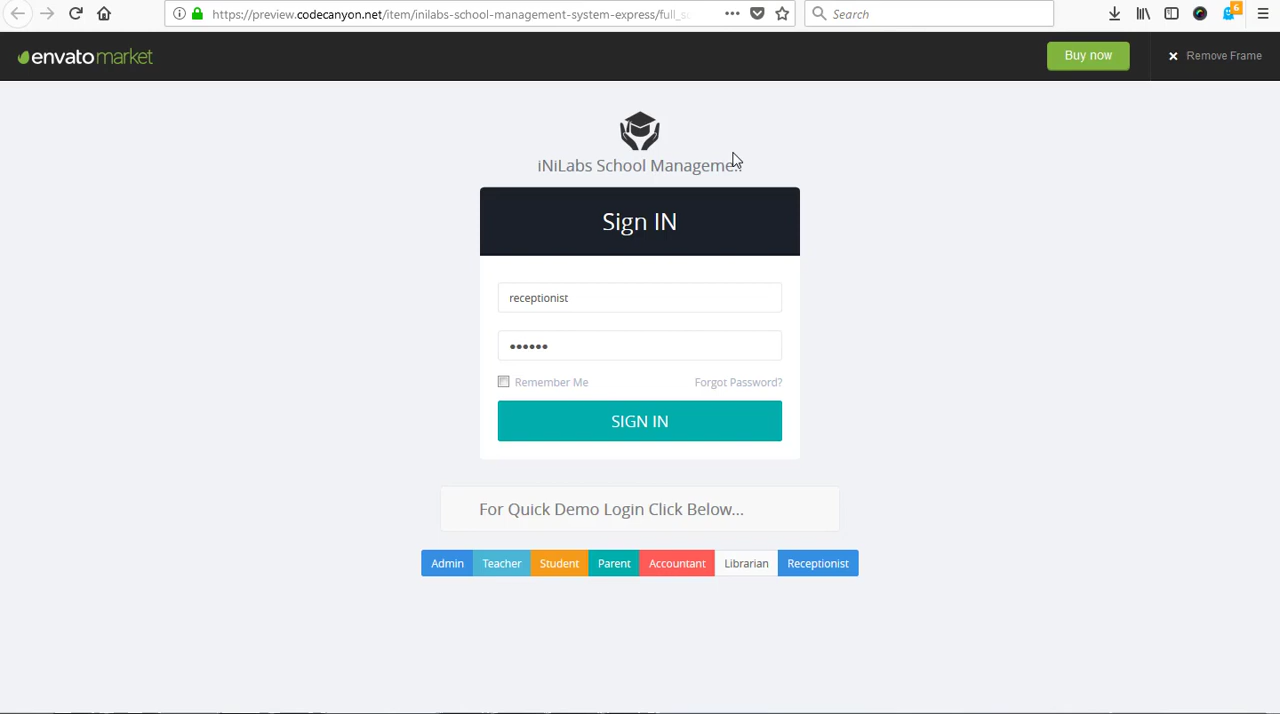 https://preview.codecanyon.net/item/inilabs-school-management-system-express/full_s
Search
6
envatomarket
Buy now
Remove Frame
iNiLabs School Manageme
Sign IN
receptionist
Remember Me
Forgot Password?
SIGN IN
For Quick Demo Login Click Below...
Admin
Teacher
Student
Parent
Accountant
Librarian
Receptionist